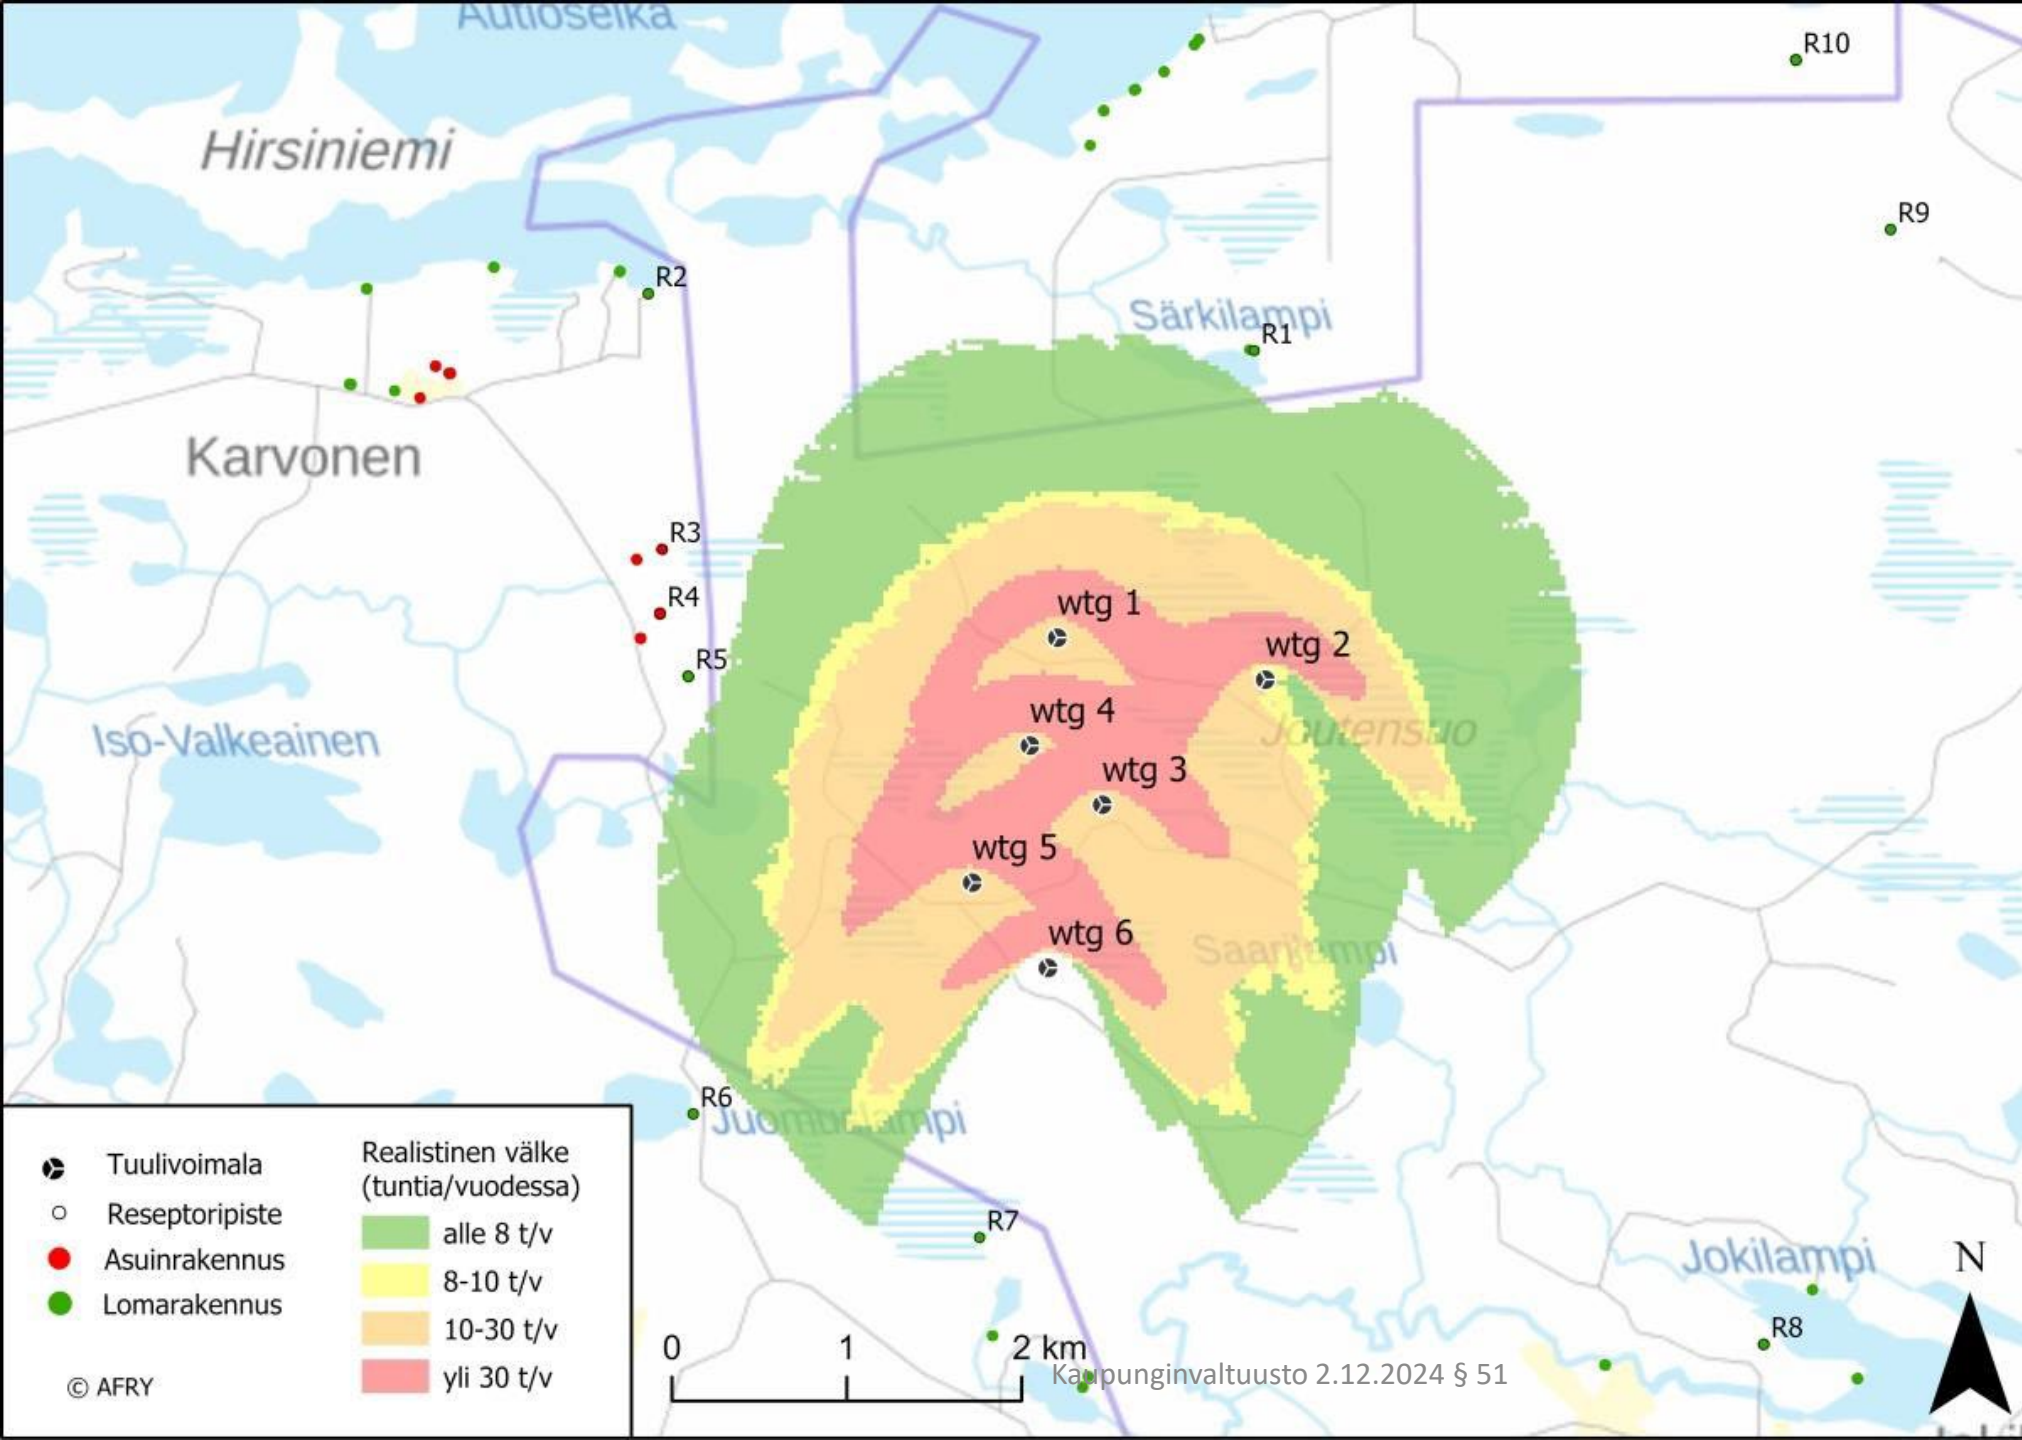 Autioselkä
R10
Hirsiniemi
R9
R2
Särkilampi
R1
Karvonen
R3
R4
wtg 1
wtg 2
R5
wtg 4
Joutensuo
Iso-Valkeainen
wtg 3
wtg 5
wtg 6
Saarilampi
R6
Juomuslampi
R7
Jokilampi
N
R8
Tuulivoimala
Reseptoripiste
Asuinrakennus
Lomarakennus
© AFRY
Realistinen välke
(tuntia/vuodessa)
alle 8 t/v
8-10 t/v
10-30 t/v
yli 30 t/v
0 1 2 km
Kaupunginvaltuusto 2.12.2024 § 51